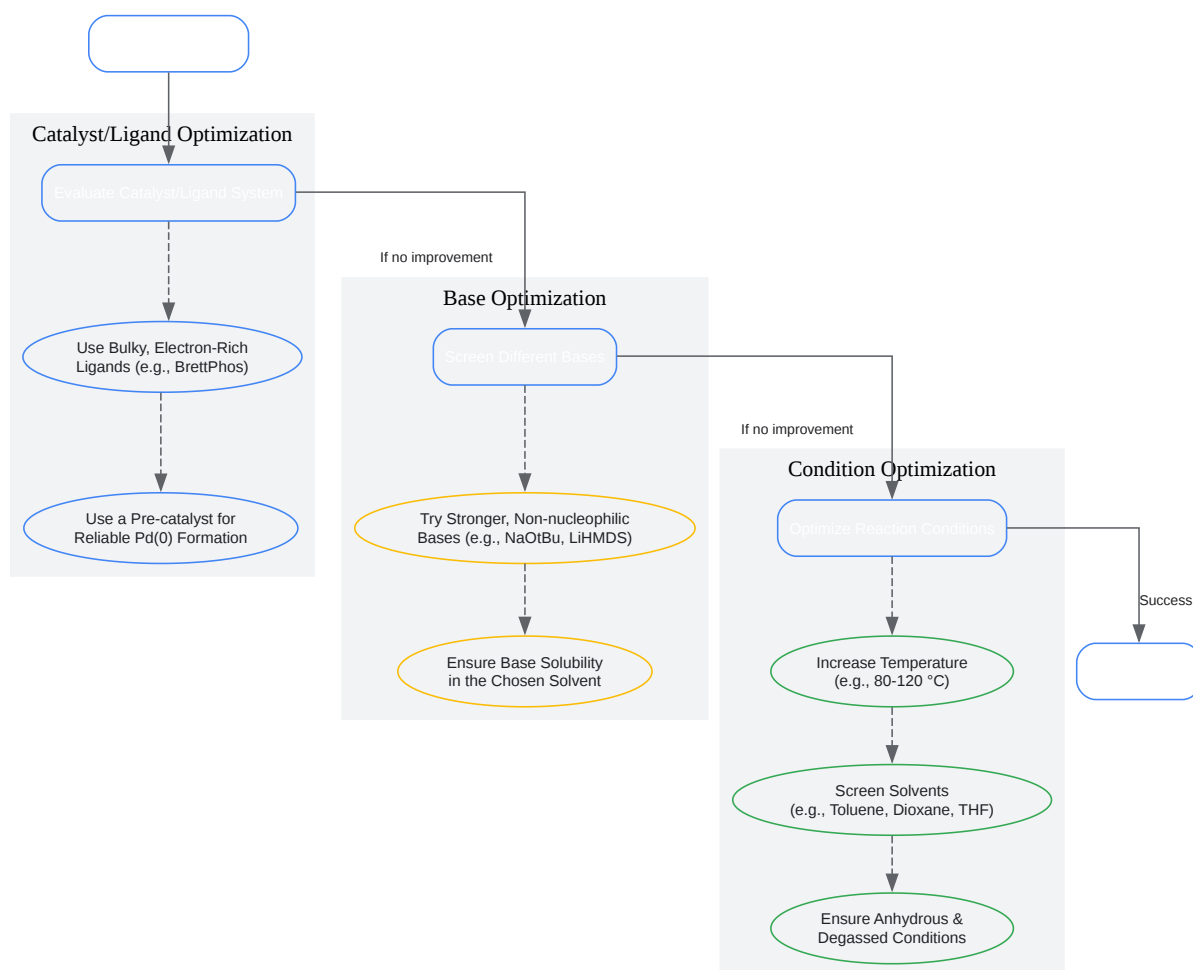 Catalyst/Ligand Optimization
Evaluate Catalyst/Ligand System
Use Bulky, Electron-Rich
Ligands (e.g., BrettPhos)
Use a Pre-catalyst for
Reliable Pd(0) Formation
If no improvement
Base Optimization
Screen Different Bases
Try Stronger, Non-nucleophilic
Bases (e.g., NaOtBu, LiHMDS)
Ensure Base Solubility
in the Chosen Solvent
If no improvement
Condition Optimization
Optimize Reaction Conditions
Increase Temperature
(e.g., 80-120 °C)
Screen Solvents
(e.g., Toluene, Dioxane, THF)
Ensure Anhydrous &
Degassed Conditions
Success